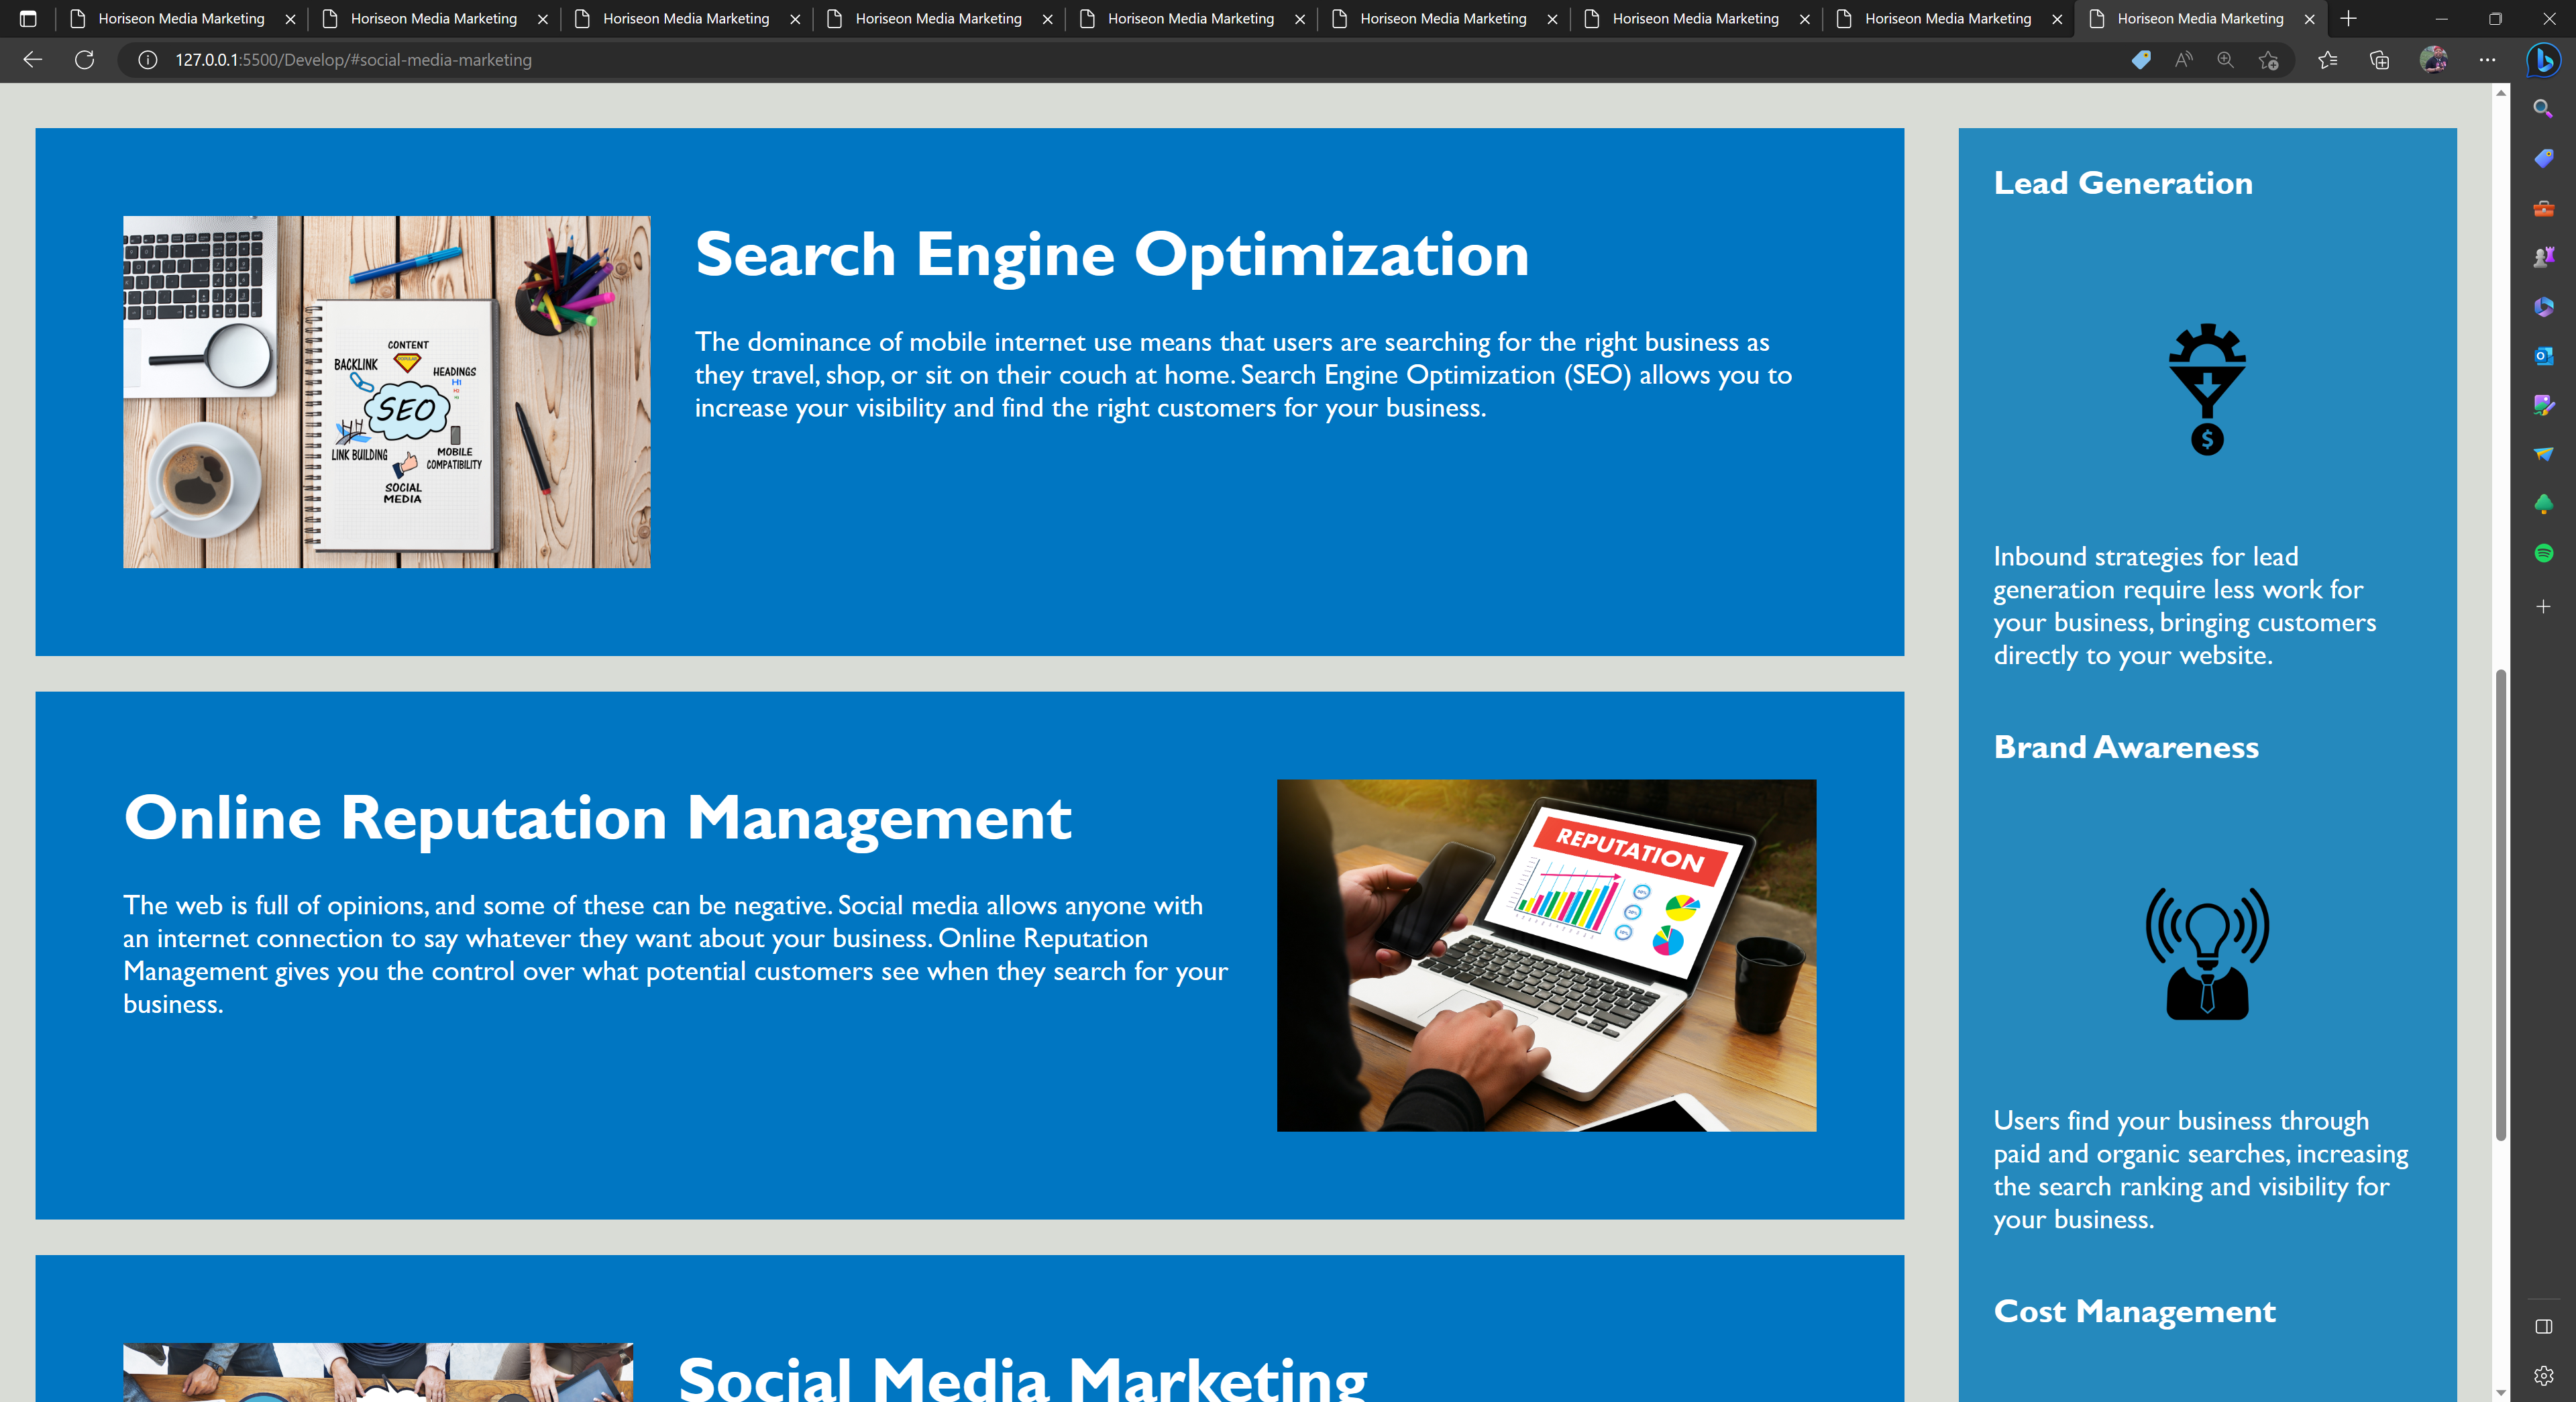 Horiseon Media Marketing
Horiseon Media Marketing
Horiseon Media Marketing
Horiseon Media Marketing
Horiseon Media Marketing
Horiseon Media Marketing
Horiseon Media Marketing
Horiseon Media Marketing
Horiseon Media Marketing
127.0.0.1:5500/Develop/#social-media-marketing
CONTENT
BACKLINK
HEADINGS
H1
SEO
LINK BUILDING
MOBILE
COMPATIBILITY
SOCIAL
MEDIA
Search Engine Optimization
The dominance of mobile internet use means that users are searching for the right business as
they travel, shop, or sit on their couch at home. Search Engine Optimization (SEO) allows you to
increase your visibility and find the right customers for your business.
Online Reputation Management
The web is full of opinions, and some of these can be negative. Social media allows anyone with
an internet connection to say whatever they want about your business. Online Reputation
Management gives you the control over what potential customers see when they search for your
business.
REPUTATION
Social Media Marketing
Lead Generation
$
Inbound strategies for lead
generation require less work for
your business, bringing customers
directly to your website.
Brand Awareness
Users find your business through
paid and organic searches, increasing
the search ranking and visibility for
your business.
Cost Management